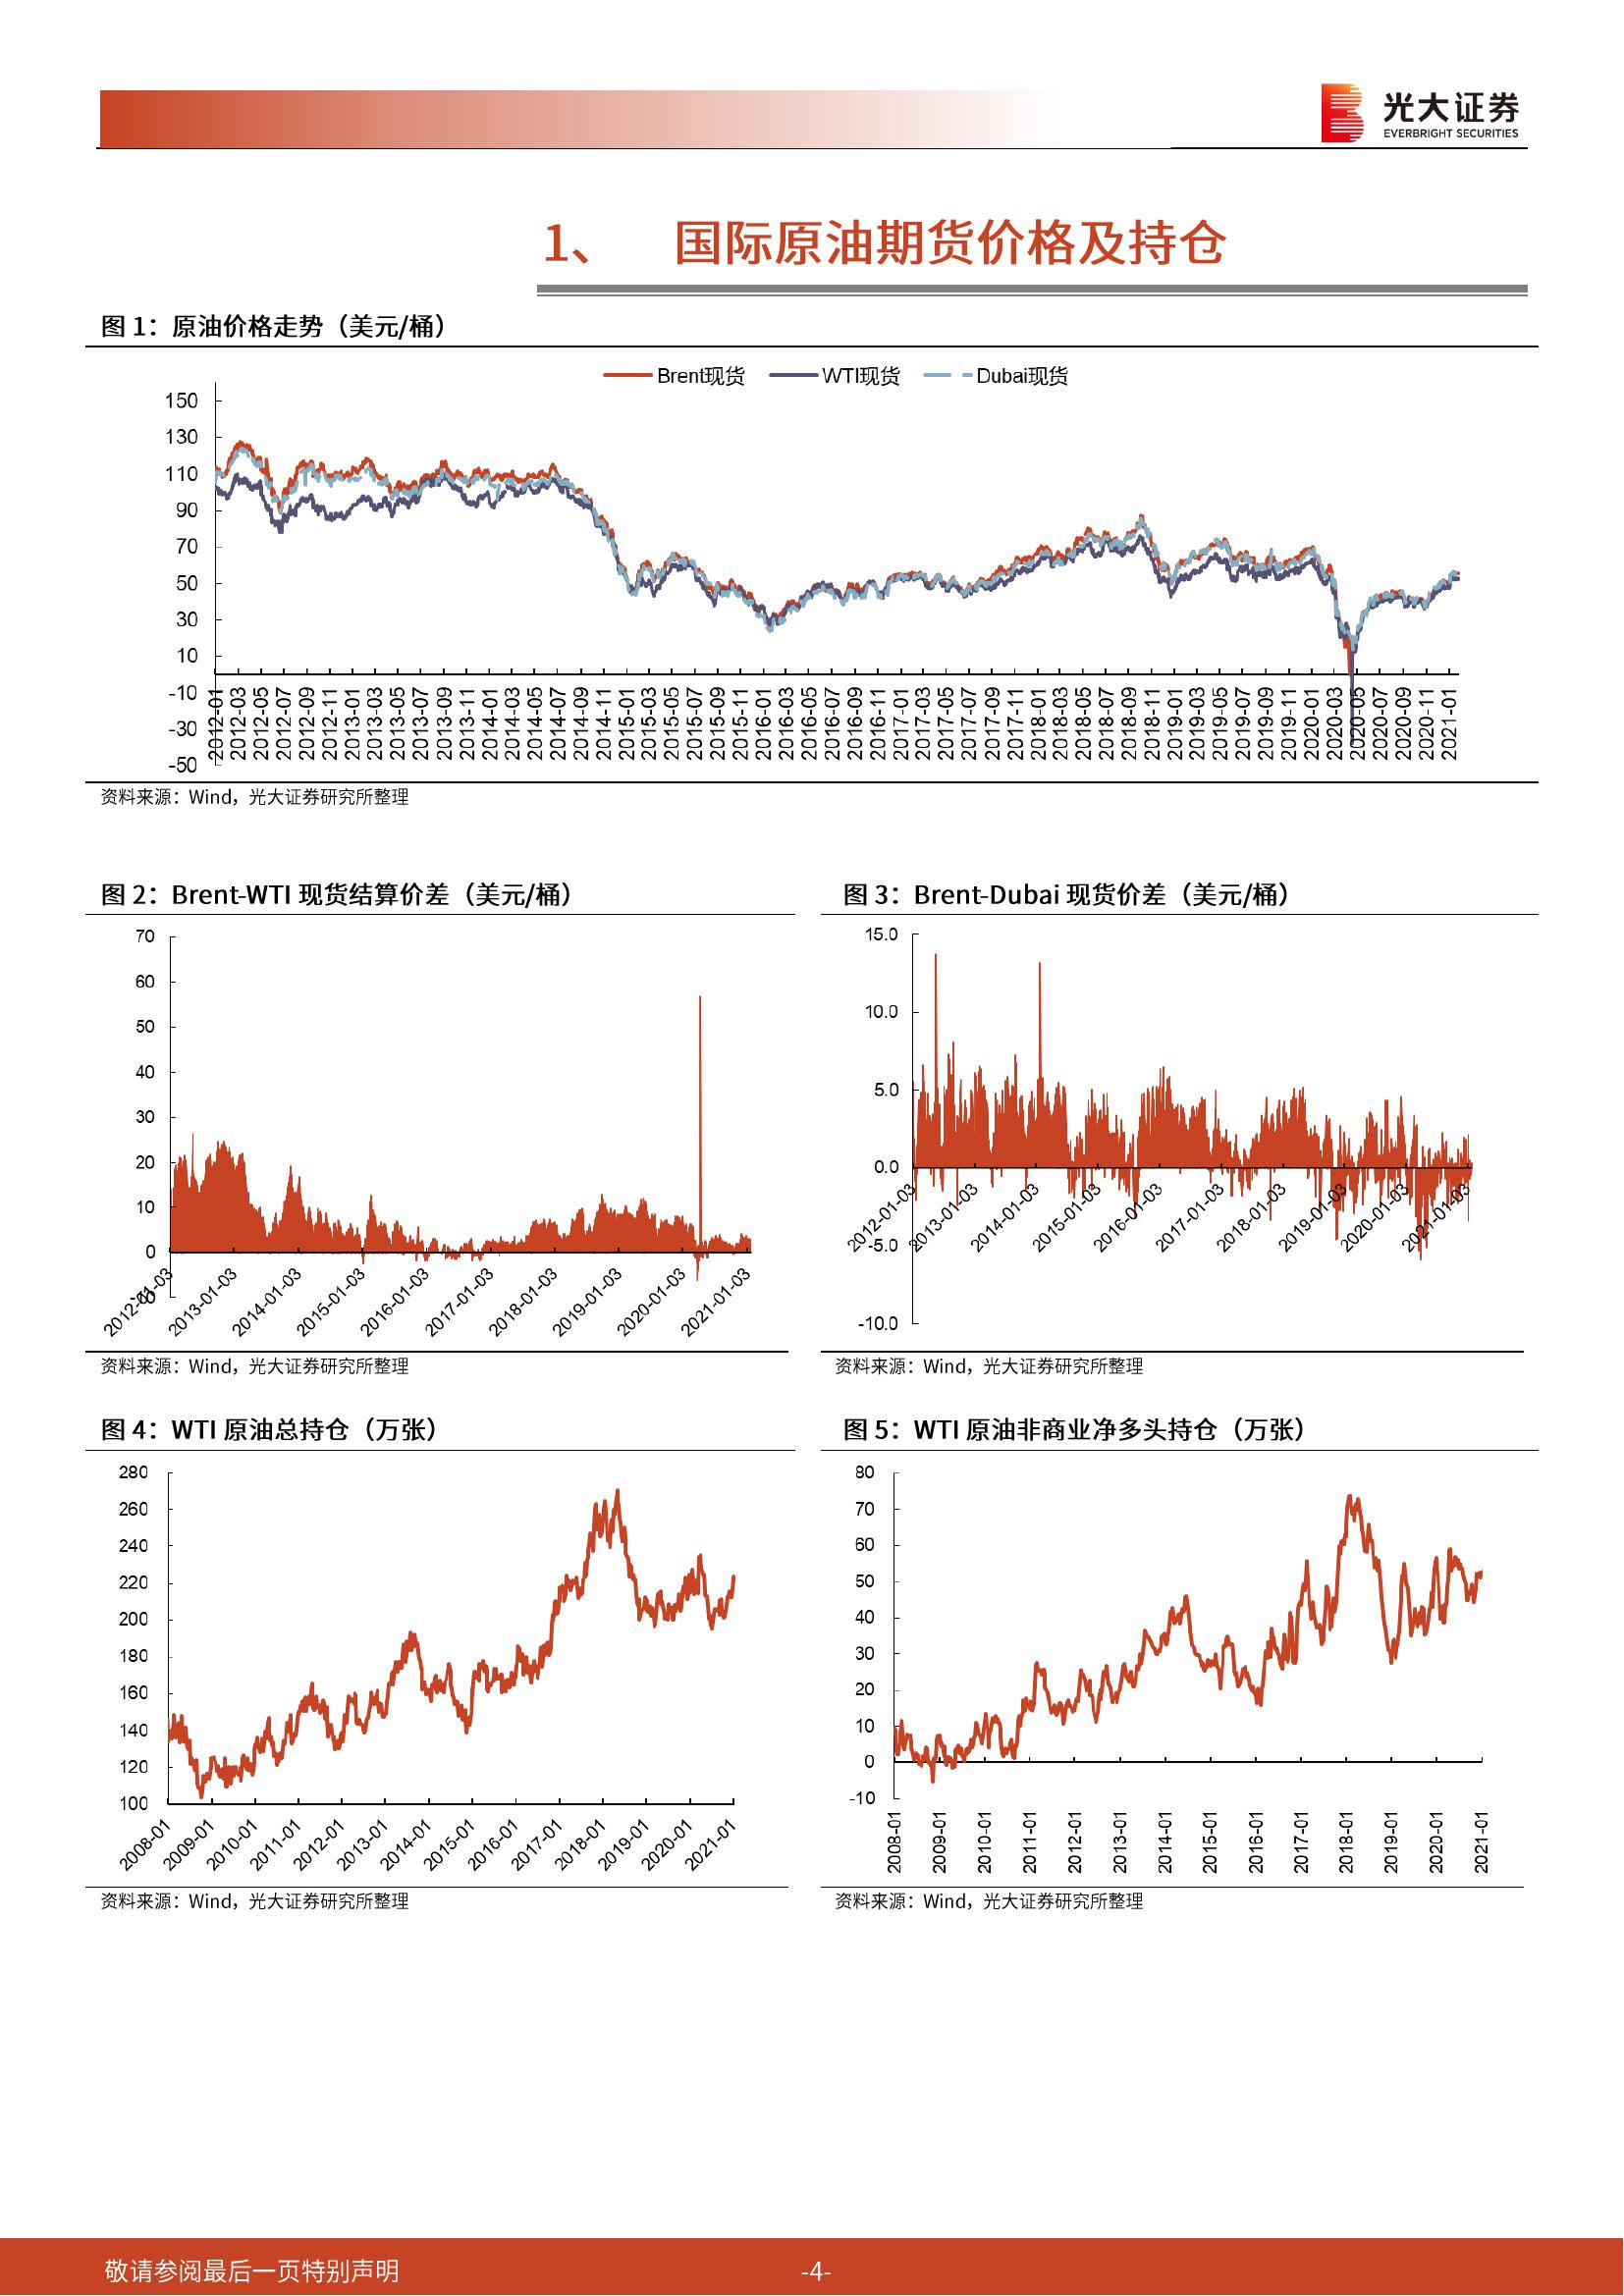 光大证券
EVERBRIGHT SECURITIES
1、 国际原油期货价格及持仓
图 1：原油价格走势（美元/桶）
Brent现货 WTI现货 Dubai现货
150
130
110
90
70
50
30
10
-10
-30
-50
2012-01 2012-03 2012-05 2012-07 2012-09 2012-11 2013-01 2013-03 2013-05 2013-07 2013-09 2013-11 2014-01 2014-03 2014-05 2014-07 2014-09 2014-11 2015-01 2015-03 2015-05 2015-07 2015-09 2015-11 2016-01 2016-03 2016-05 2016-07 2016-09 2016-11 2017-01 2017-03 2017-05 2017-07 2017-09 2017-11 2018-01 2018-03 2018-05 2018-07 2018-09 2018-11 2019-01 2019-03 2019-05 2019-07 2019-09 2019-11 2020-01 2020-03 2020-05 2020-07 2020-09 2020-11 2021-01
资料来源：Wind，光大证券研究所整理
图 2：Brent-WTI 现货结算价差（美元/桶）
70
60
50
40
30
20
10
0
-10
2012-01-03 2013-01-03 2014-01-03 2015-01-03 2016-01-03 2017-01-03 2018-01-03 2019-01-03 2020-01-03 2021-01-03
资料来源：Wind，光大证券研究所整理
图 3：Brent-Dubai 现货价差（美元/桶）
15.0
10.0
5.0
0.0
-5.0
-10.0
2012-01-03 2013-01-03 2014-01-03 2015-01-03 2016-01-03 2017-01-03 2018-01-03 2019-01-03 2020-01-03 2021-01-03
资料来源：Wind，光大证券研究所整理
图 4：WTI 原油总持仓（万张）
280
260
240
220
200
180
160
140
120
100
2008-01 2009-01 2010-01 2011-01 2012-01 2013-01 2014-01 2015-01 2016-01 2017-01 2018-01 2019-01 2020-01 2021-01
资料来源：Wind，光大证券研究所整理
图 5：WTI 原油非商业净多头持仓（万张）
80
70
60
50
40
30
20
10
0
-10
2008-01 2009-01 2010-01 2011-01 2012-01 2013-01 2014-01 2015-01 2016-01 2017-01 2018-01 2019-01 2020-01 2021-01
资料来源：Wind，光大证券研究所整理
敬请参阅最后一页特别声明
-4-